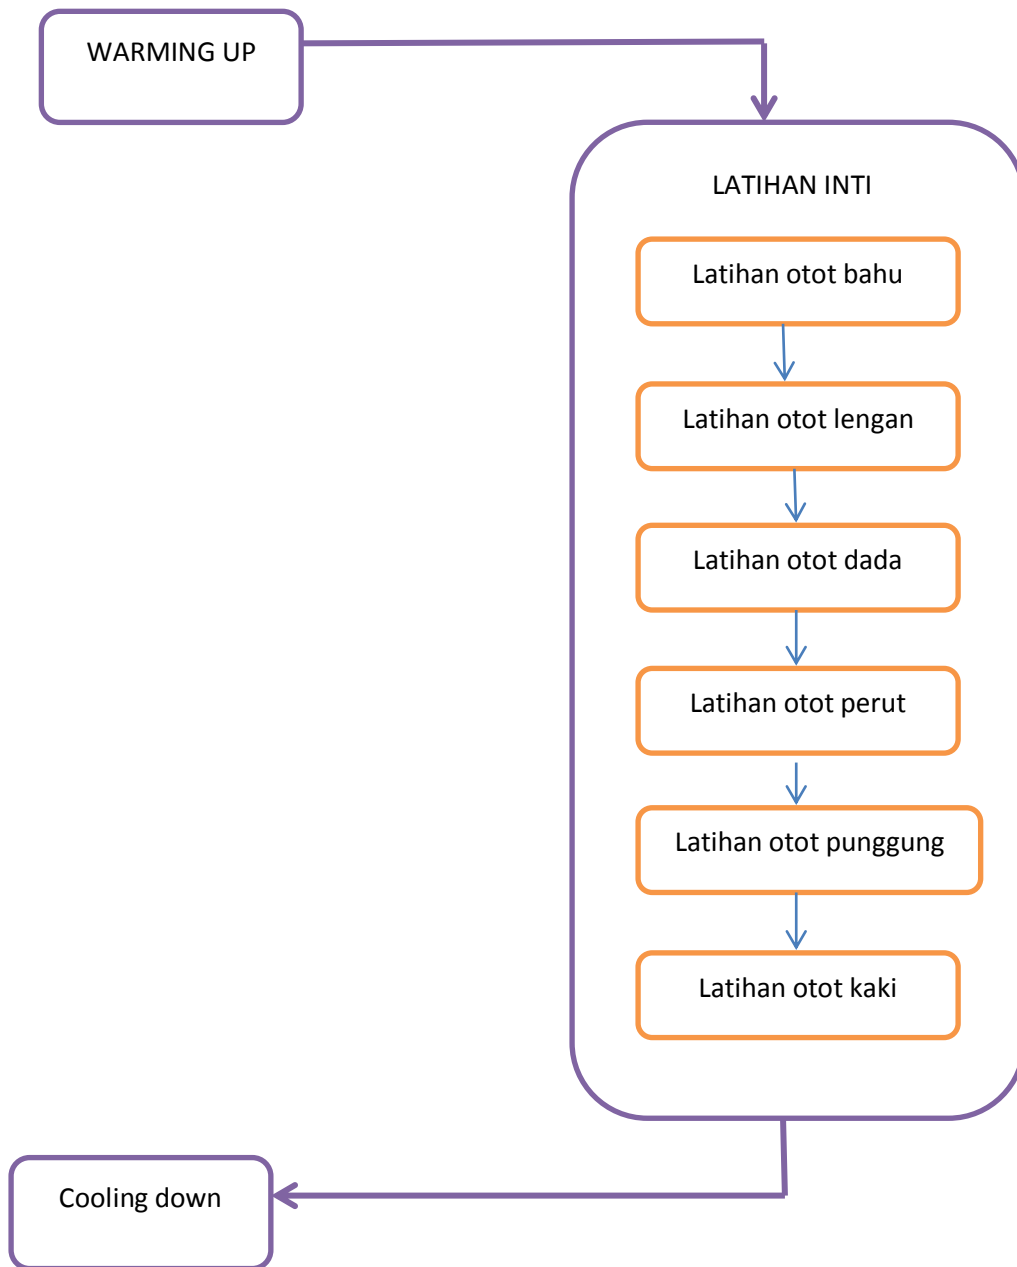 WARMING UP
LATIHAN INTI
Latihan otot bahu
Latihan otot lengan
Latihan otot dada
Latihan otot perut
Latihan otot punggung
Latihan otot kaki
Cooling down